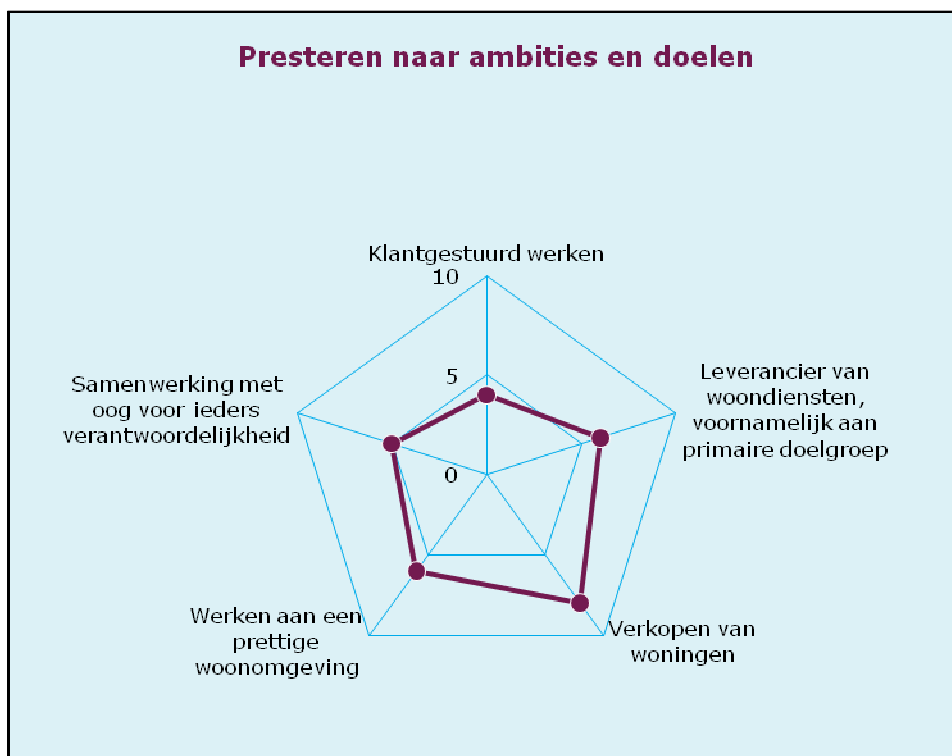 Presteren naar ambities en doelen
Klantgestuurd werken
10
5
0
Leverancier van
woondiensten,
voornamelijk aan
primaire doelgroep
Verkopen van
woningen
Werken aan een
prettige
woonomgeving
Samenwerking met
oog voor ieders
verantwoordelijkheid